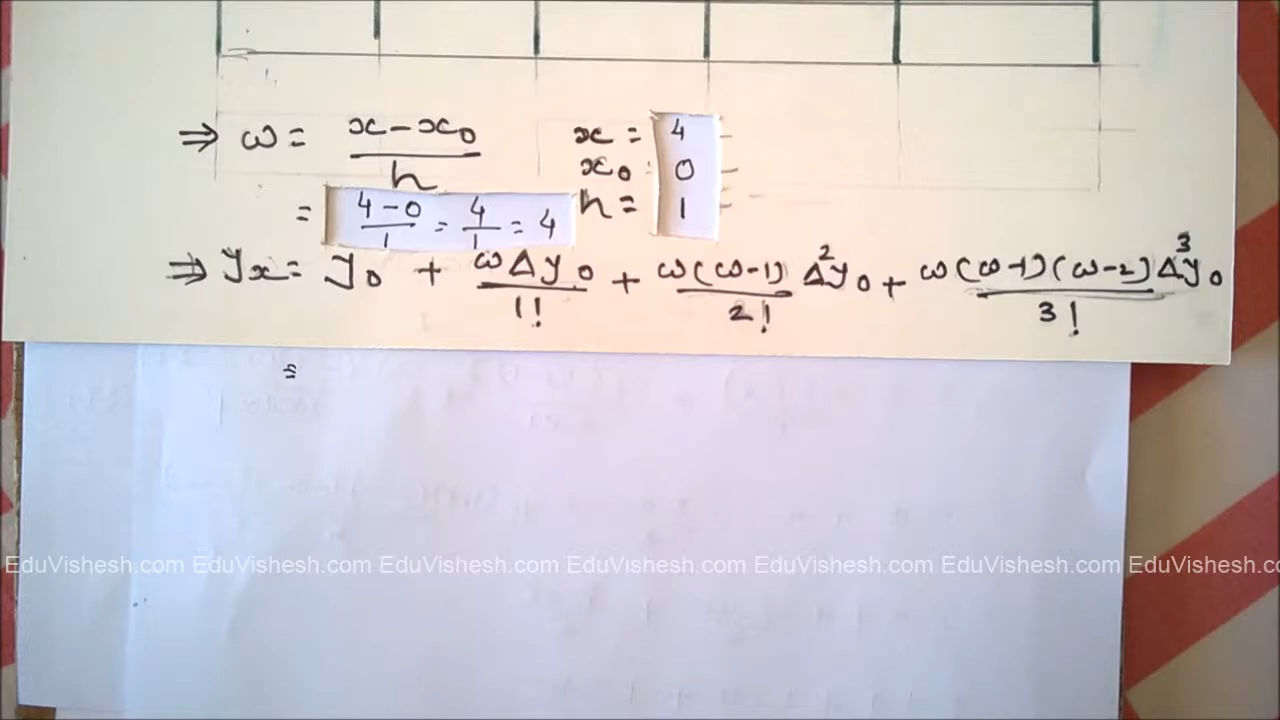 ⇒ ω = x - x₀ / h x = 4
x₀ = 0
= 4 - 0 / 1 = 4 / 1 = 4 h = 1
⇒ yx = y₀ + ωΔy₀ / 1! + ω(ω-1) / 2! Δ²y₀ + ω(ω-1)(ω-2)Δ³y₀ / 3!
=
EduVishesh.com EduVishesh.com EduVishesh.com EduVishesh.com EduVishesh.com EduVishesh.com EduVishesh.c